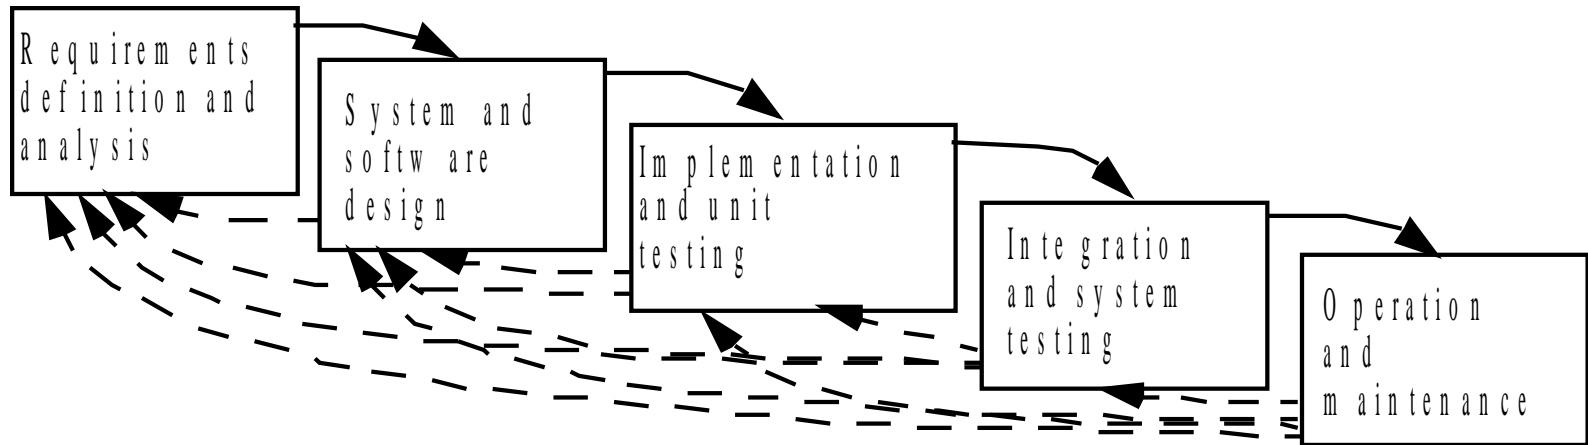 Requirements
definition and
analysis
System and
software
design
Implementation
and unit
testing
Integration
and system
testing
Operation
and
maintenance